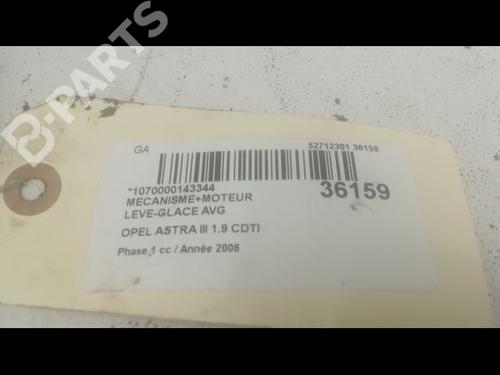 B-PARTS
GA
52712301 36159
*1070000143344
36159
MECANISME+MOTEUR
LEVE-GLACE AVG
OPEL ASTRA III 1.9 CDTI
Phase 1 cc / Année 2006